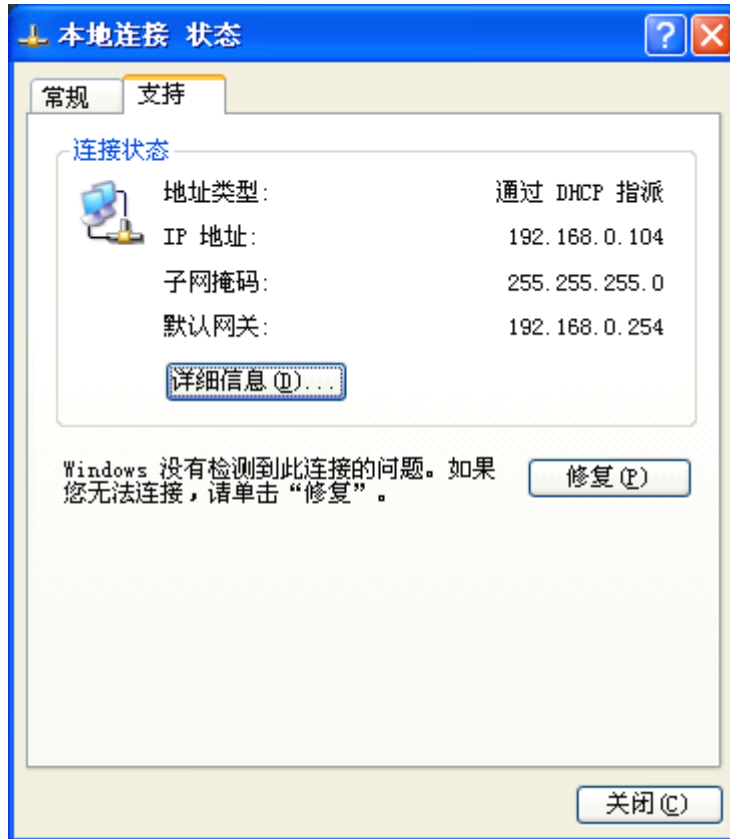 本地连接 状态
常规 支持
连接状态
地址类型: 通过 DHCP 指派
IP 地址: 192.168.0.104
子网掩码: 255.255.255.0
默认网关: 192.168.0.254
详细信息(D)...
Windows 没有检测到此连接的问题。如果
您无法连接，请单击“修复”。
修复(P)
关闭(C)